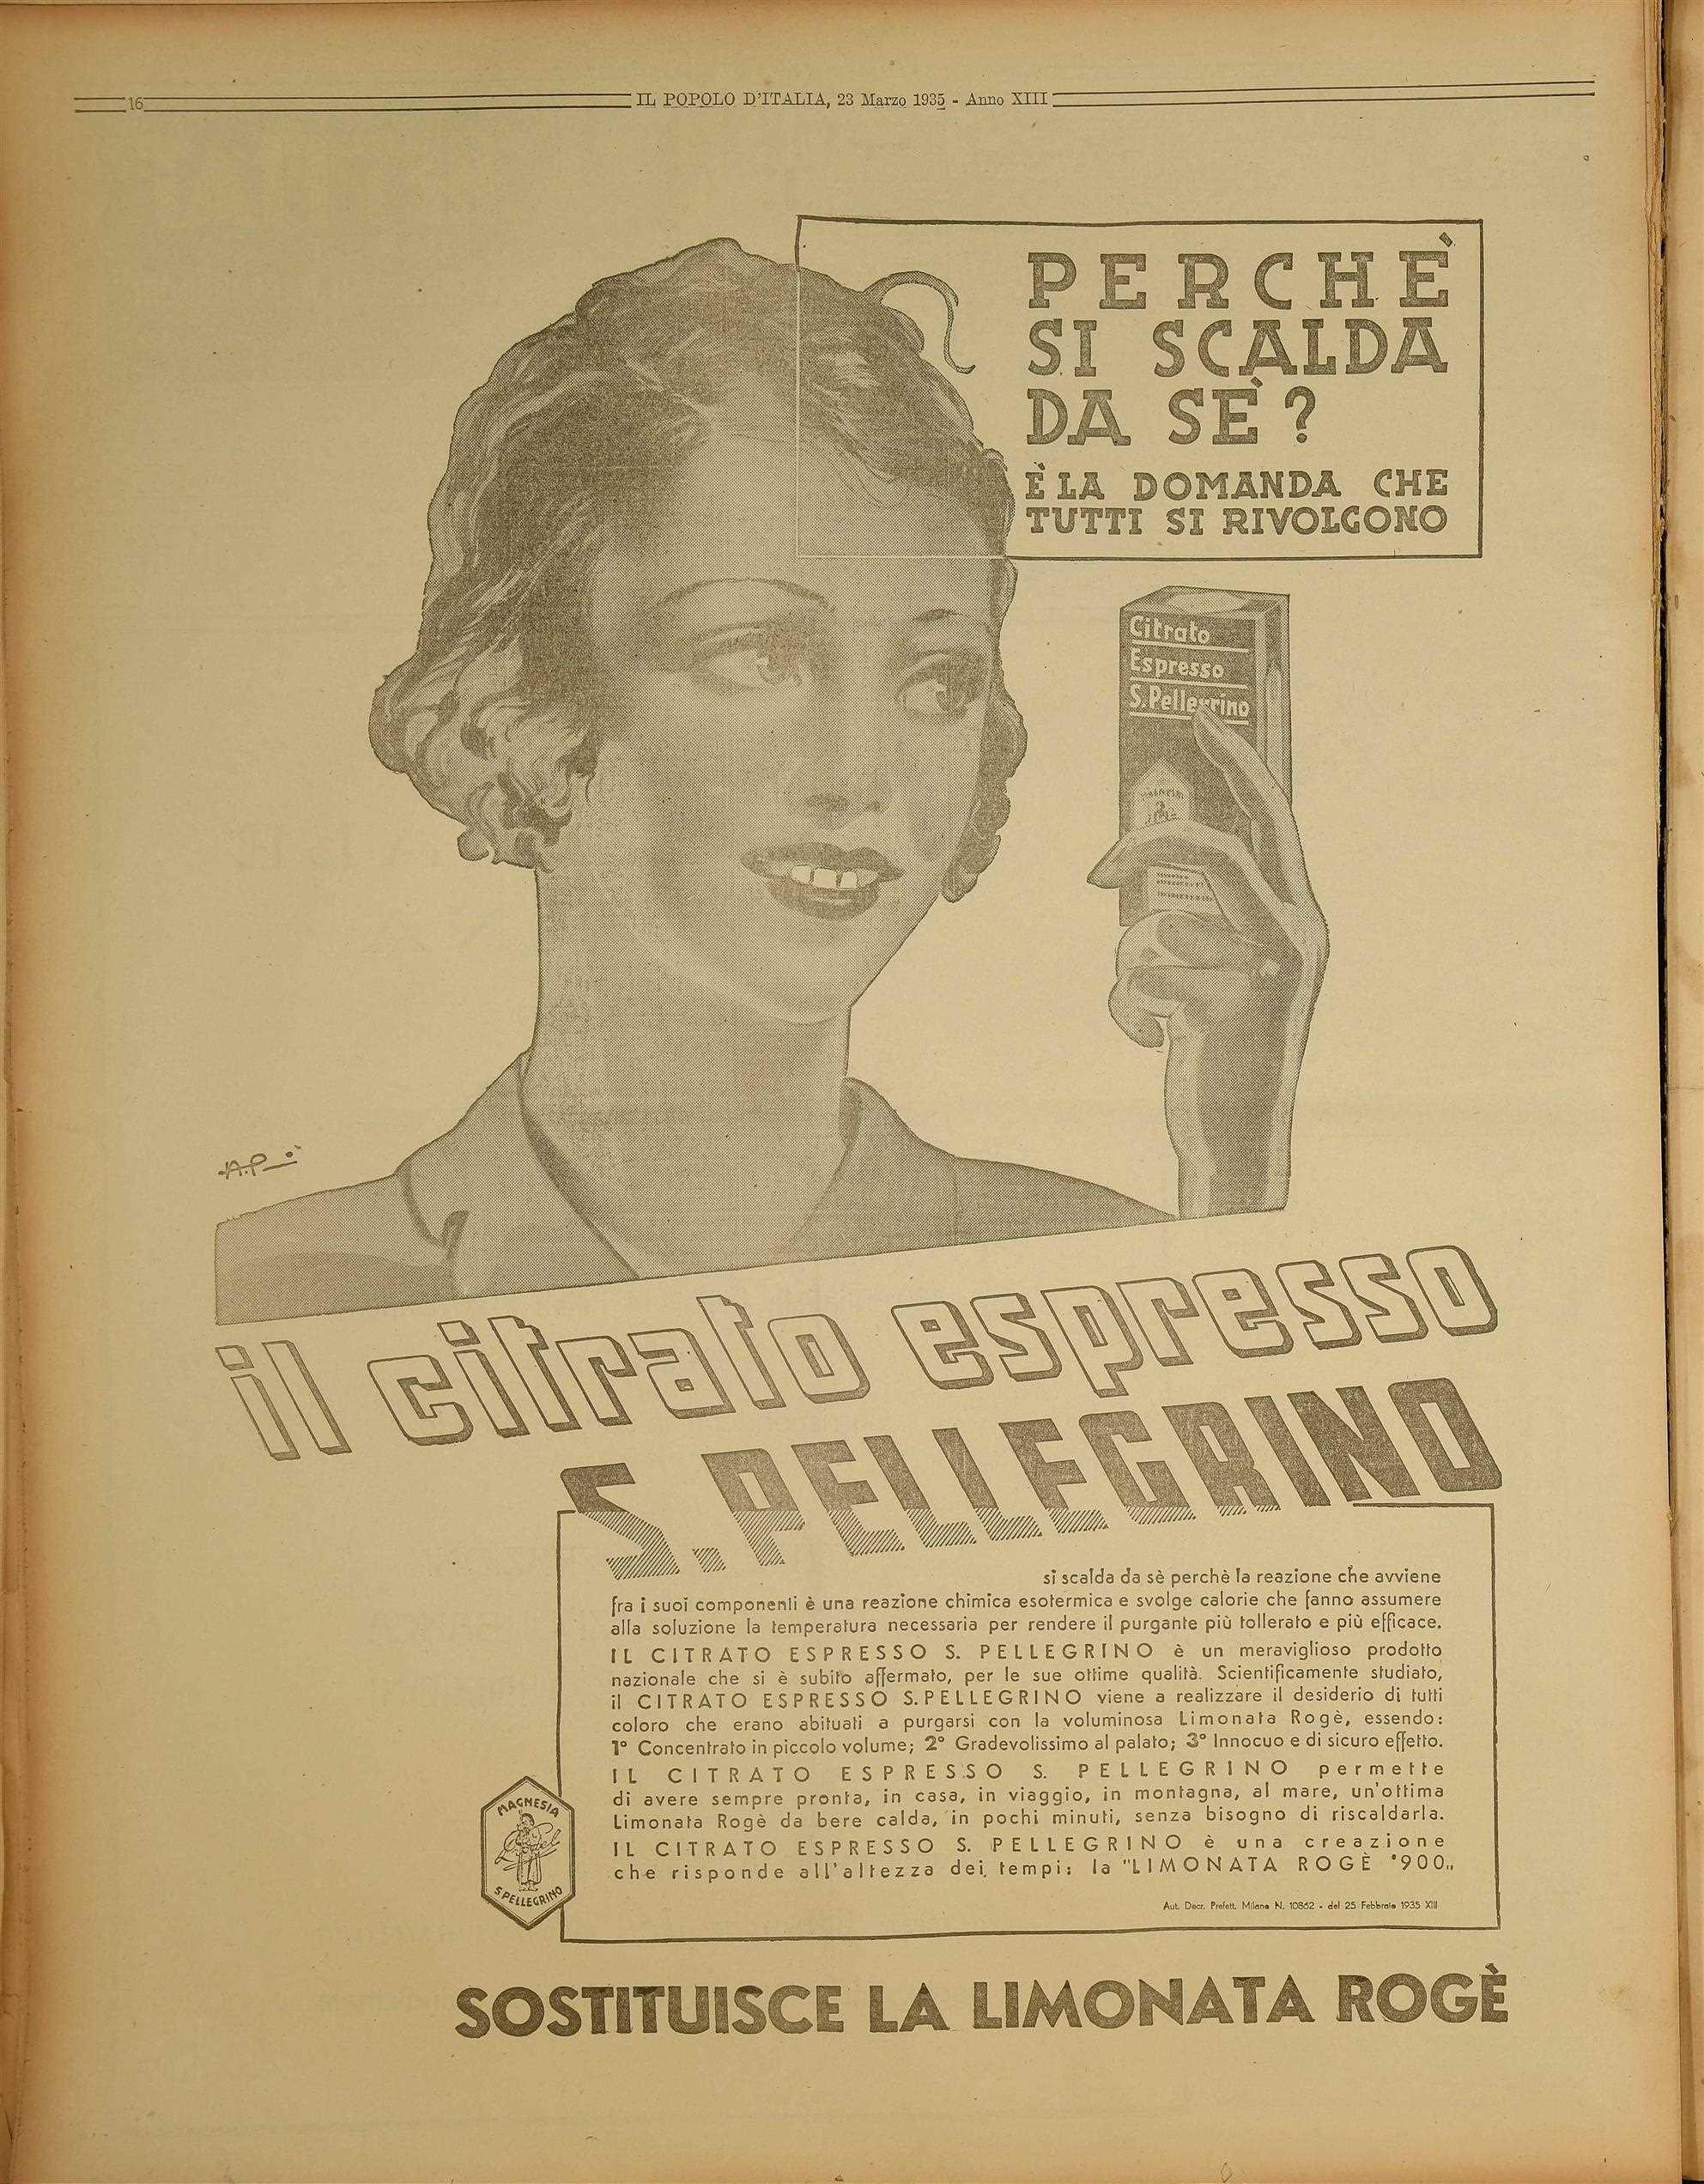 16
IL POPOLO D'ITALIA, 23 Marzo 1935 - Anno XIII
PERCHÈ
SI SCALDA
DA SÈ?
È LA DOMANDA CHE
TUTTI SI RIVOLGONO
Citrato
Espresso
S. Pellegrino
il citrato espresso
S. PELLEGRINO
si scalda da sè perchè la reazione che avviene
fra i suoi componenti è una reazione chimica esotermica e svolge calorie che fanno assumere
alla soluzione la temperatura necessaria per rendere il purgante più tollerato e più efficace.
IL CITRATO ESPRESSO S. PELLEGRINO è un meraviglioso prodotto
nazionale che si è subito affermato, per le sue ottime qualità. Scientificamente studiato,
il CITRATO ESPRESSO S. PELLEGRINO viene a realizzare il desiderio di tutti
coloro che erano abituati a purgarsi con la voluminosa Limonata Rogè, essendo:
1° Concentrato in piccolo volume; 2° Gradevolissimo al palato; 3° Innocuo e di sicuro effetto.
IL CITRATO ESPRESSO S. PELLEGRINO permette
di avere sempre pronta, in casa, in viaggio, in montagna, al mare, un'ottima
Limonata Rogè da bere calda, in pochi minuti, senza bisogno di riscaldarla.
IL CITRATO ESPRESSO S. PELLEGRINO è una creazione
che risponde all'altezza dei tempi: la "LIMONATA ROGÈ '900„
Aut. Decr. Prefett. Milano N. 10862 - del 25 Febbraio 1935 XIII
MAGNESIA
S. PELLEGRINO
SOSTITUISCE LA LIMONATA ROGÈ